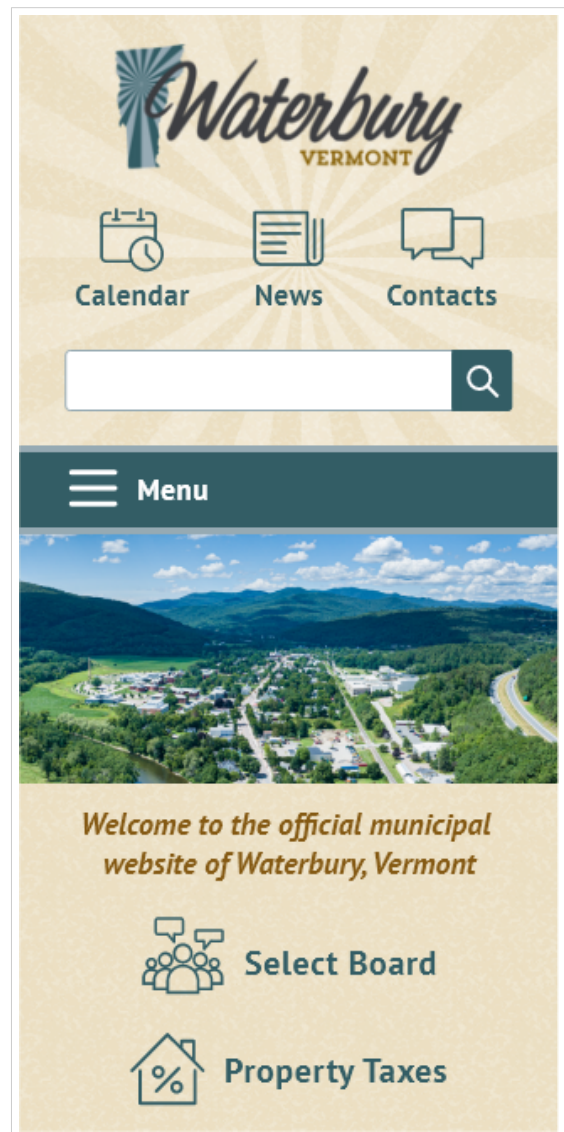 Waterbury
VERMONT
Calendar News Contacts
Menu
Welcome to the official municipal
website of Waterbury, Vermont
Select Board
%
Property Taxes